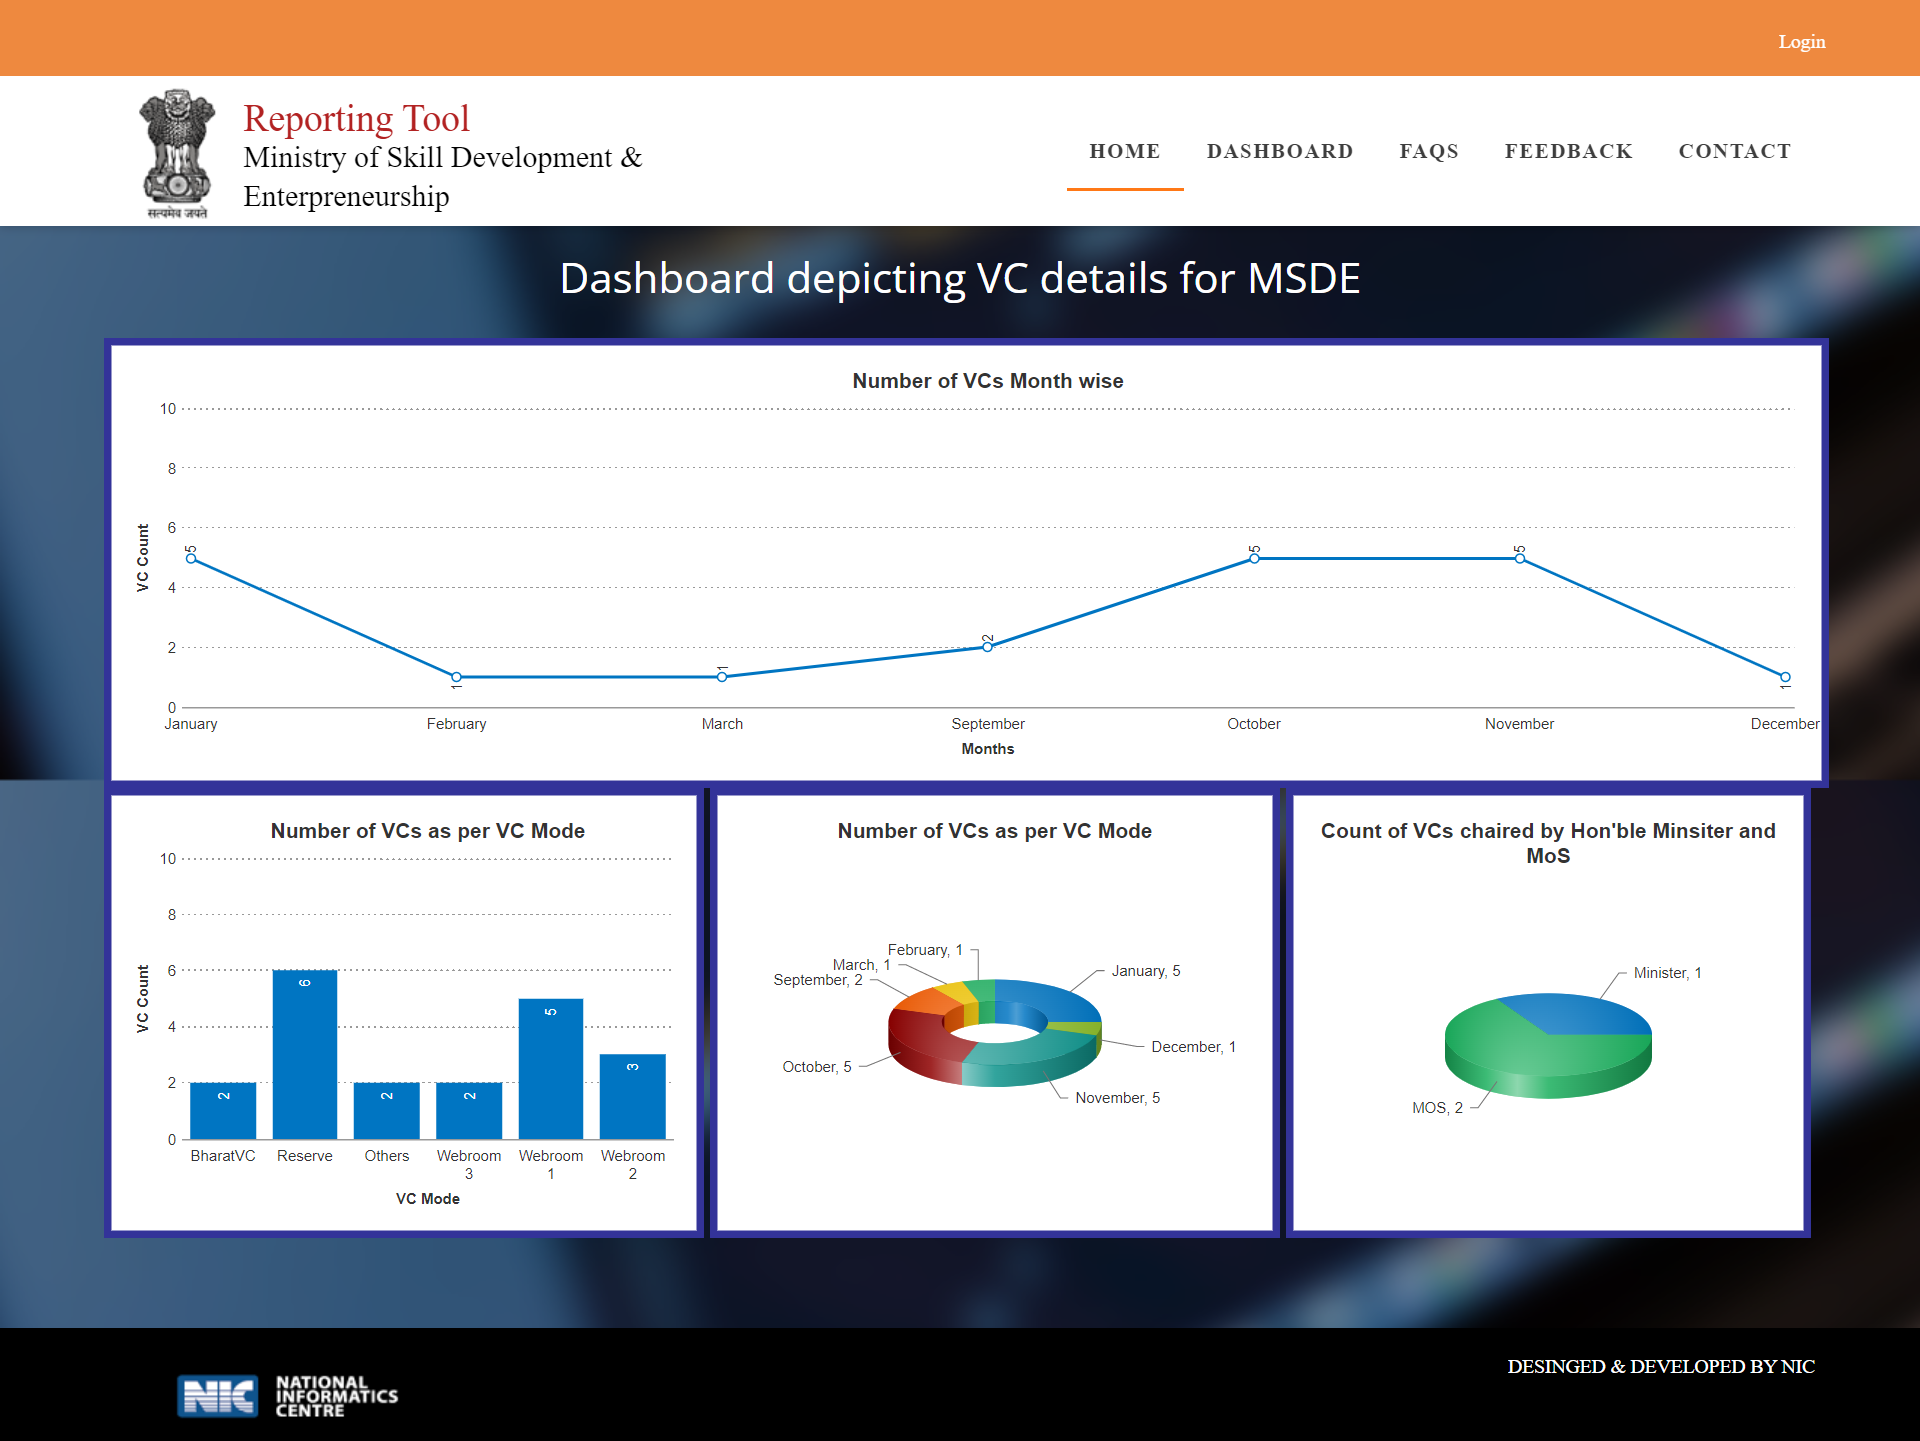 Login
Reporting Tool
Ministry of Skill Development &
Enterpreneurship
सत्यमेव जयते
HOME DASHBOARD FAQS FEEDBACK CONTACT
Dashboard depicting VC details for MSDE
Number of VCs Month wise
10
8
6
4
2
0
VC Count
5 1 1 2 5 5 1
January February March September October November December
Months
Number of VCs as per VC Mode
10
8
6
4
2
0
VC Count
2 6 2 2 5 3
BharatVC Reserve Others Webroom 3 Webroom 1 Webroom 2
VC Mode
Number of VCs as per VC Mode
February, 1
March, 1
January, 5
September, 2
December, 1
October, 5
November, 5
Count of VCs chaired by Hon'ble Minsiter and
MoS
Minister, 1
MOS, 2
NIC
NATIONAL
INFORMATICS
CENTRE
DESINGED & DEVELOPED BY NIC